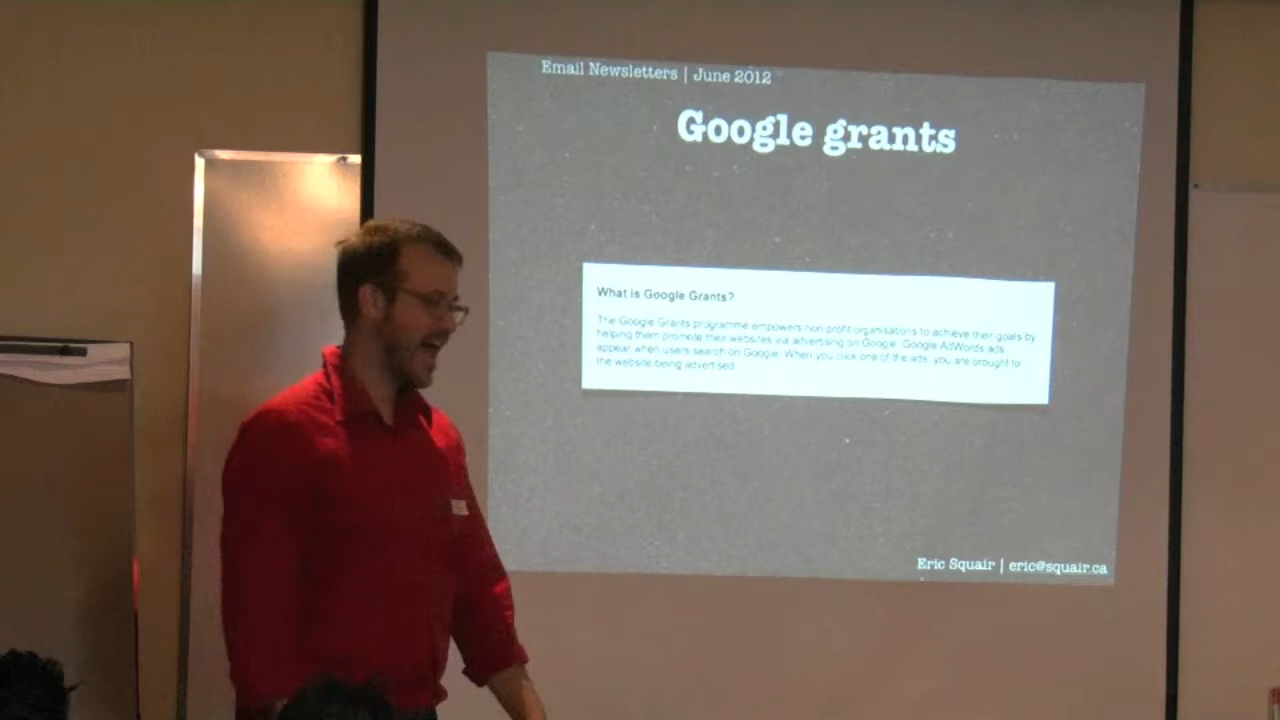 Email Newsletters | June 2012
Google grants
What is Google Grants?
The Google Grants programme empowers non-profit organisations to achieve their goals by
helping them promote their websites via advertising on Google. Google AdWords ads
appear when users search on Google. When you click one of the ads, you are brought to
the website being advertised.
Eric Squair | eric@squair.ca